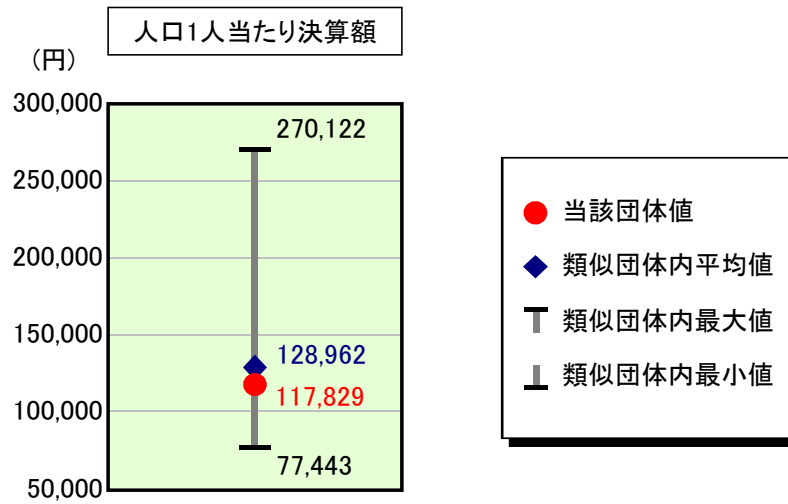 人口1人当たり決算額
(円)
300,000
270,122
250,000
200,000
150,000
128,962
117,829
100,000
77,443
50,000
当該団体値
類似団体内平均値
類似団体内最大値
類似団体内最小値